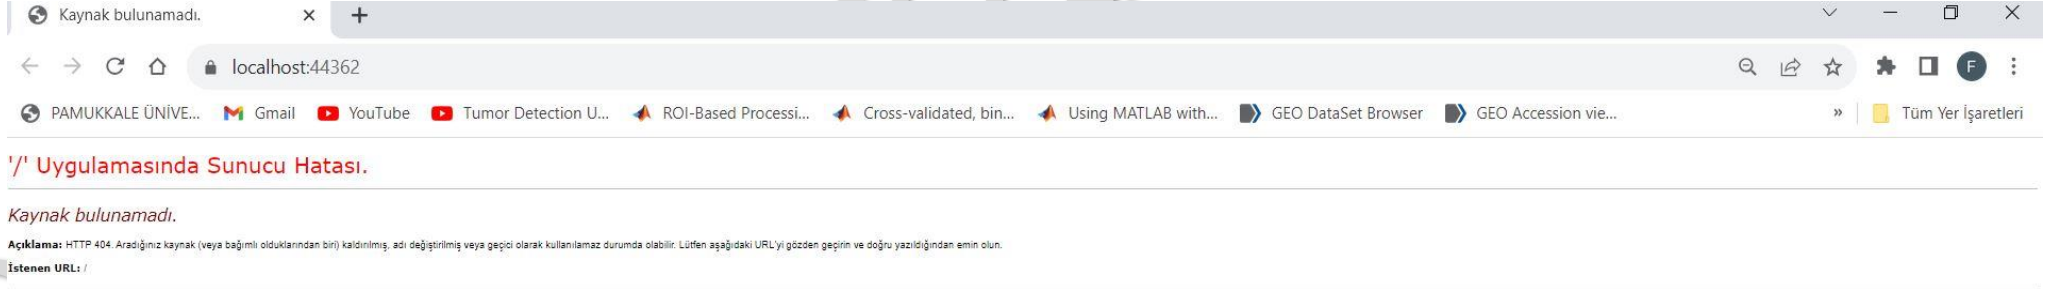 Kaynak bulunamadı.
localhost:44362
F
PAMUKKALE ÜNİVE... Gmail YouTube Tumor Detection U... ROI-Based Processi... Cross-validated, bin... Using MATLAB with... GEO DataSet Browser GEO Accession vie... » Tüm Yer İşaretleri
'/' Uygulamasında Sunucu Hatası.
Kaynak bulunamadı.
Açıklama: HTTP 404. Aradığınız kaynak (veya bağımlı olduklarından biri) kaldırılmış, adı değiştirilmiş veya geçici olarak kullanılamaz durumda olabilir. Lütfen aşağıdaki URL'yi gözden geçirin ve doğru yazıldığından emin olun.
İstenen URL: /